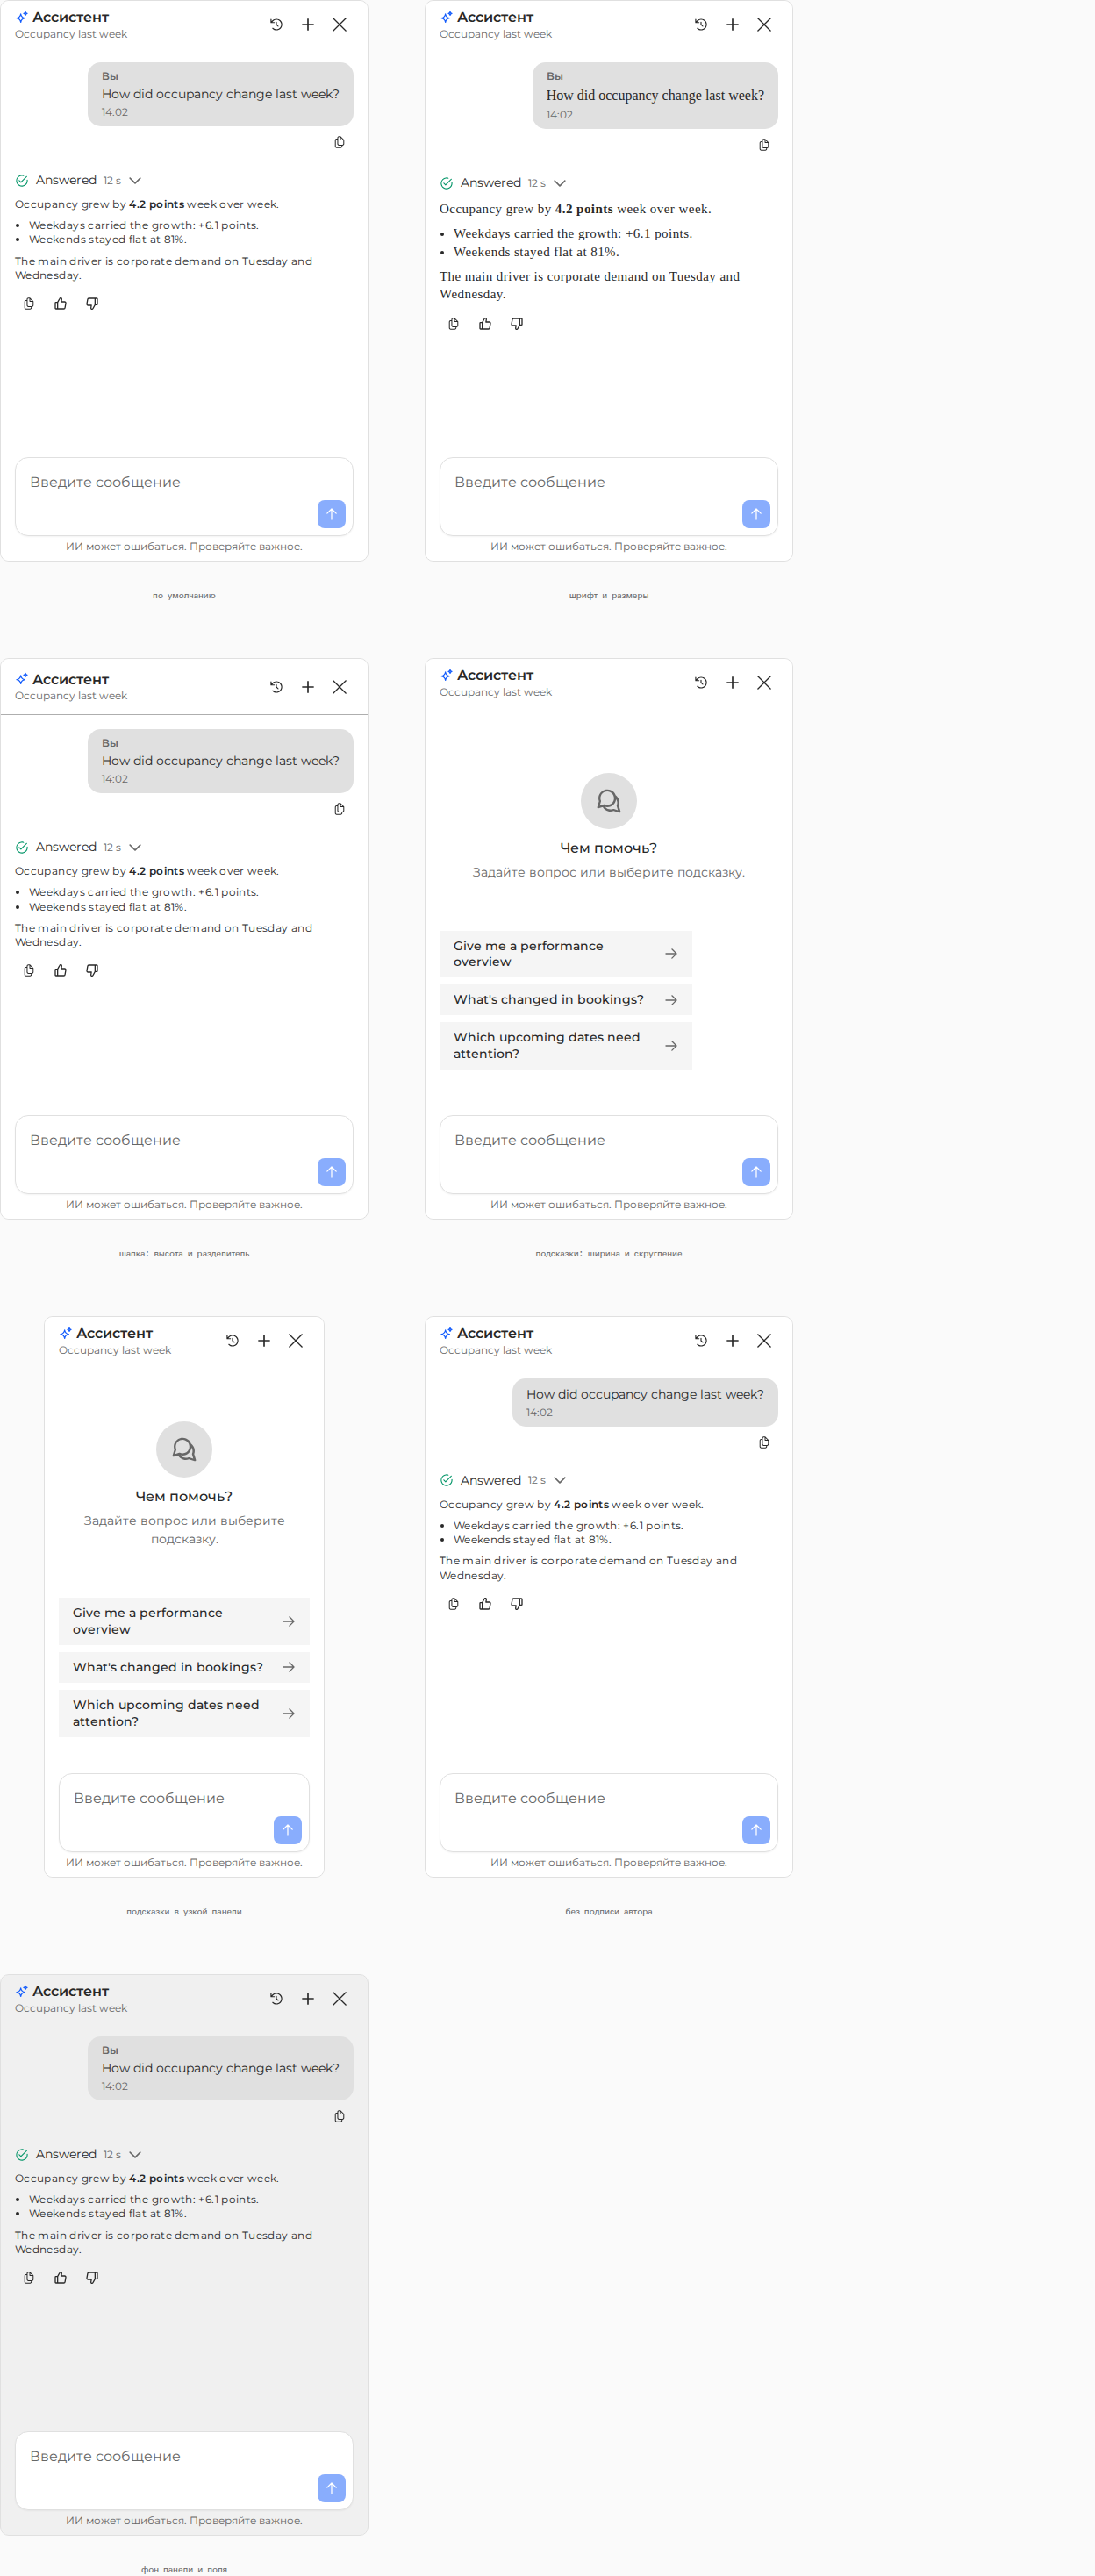 Ассистент
Occupancy last week
Вы
How did occupancy change last week?
14:02
Answered 12 s
Occupancy grew by 4.2 points week over week.
• Weekdays carried the growth: +6.1 points.
• Weekends stayed flat at 81%.
The main driver is corporate demand on Tuesday and
Wednesday.
Введите сообщение
ИИ может ошибаться. Проверяйте важное.
по умолчанию
Ассистент
Occupancy last week
Вы
How did occupancy change last week?
14:02
Answered 12 s
Occupancy grew by 4.2 points week over week.
• Weekdays carried the growth: +6.1 points.
• Weekends stayed flat at 81%.
The main driver is corporate demand on Tuesday and
Wednesday.
Введите сообщение
ИИ может ошибаться. Проверяйте важное.
шрифт и размеры
Ассистент
Occupancy last week
Вы
How did occupancy change last week?
14:02
Answered 12 s
Occupancy grew by 4.2 points week over week.
• Weekdays carried the growth: +6.1 points.
• Weekends stayed flat at 81%.
The main driver is corporate demand on Tuesday and
Wednesday.
Введите сообщение
ИИ может ошибаться. Проверяйте важное.
шапка: высота и разделитель
Ассистент
Occupancy last week
Чем помочь?
Задайте вопрос или выберите подсказку.
Give me a performance
overview
What's changed in bookings?
Which upcoming dates need
attention?
Введите сообщение
ИИ может ошибаться. Проверяйте важное.
подсказки: ширина и скругление
Ассистент
Occupancy last week
Чем помочь?
Задайте вопрос или выберите
подсказку.
Give me a performance
overview
What's changed in bookings?
Which upcoming dates need
attention?
Введите сообщение
ИИ может ошибаться. Проверяйте важное.
подсказки в узкой панели
Ассистент
Occupancy last week
How did occupancy change last week?
14:02
Answered 12 s
Occupancy grew by 4.2 points week over week.
• Weekdays carried the growth: +6.1 points.
• Weekends stayed flat at 81%.
The main driver is corporate demand on Tuesday and
Wednesday.
Введите сообщение
ИИ может ошибаться. Проверяйте важное.
без подписи автора
Ассистент
Occupancy last week
Вы
How did occupancy change last week?
14:02
Answered 12 s
Occupancy grew by 4.2 points week over week.
• Weekdays carried the growth: +6.1 points.
• Weekends stayed flat at 81%.
The main driver is corporate demand on Tuesday and
Wednesday.
Введите сообщение
ИИ может ошибаться. Проверяйте важное.
фон панели и поля